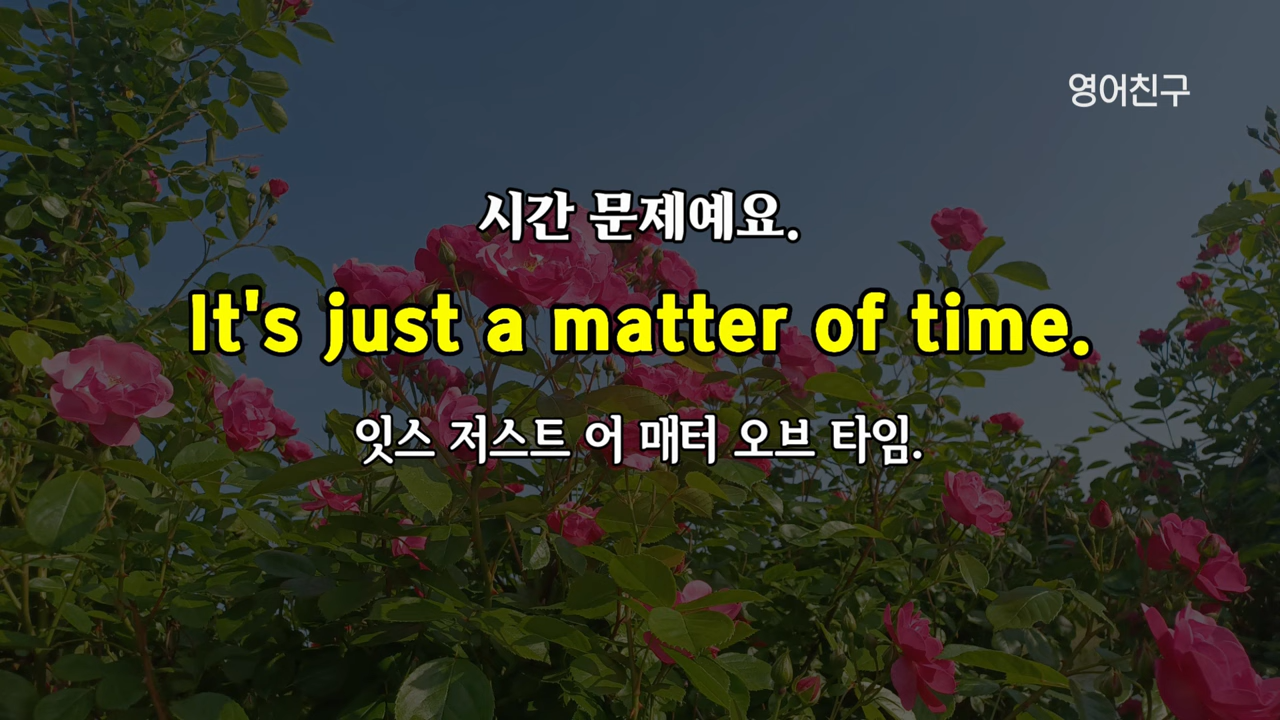 영어친구
시간 문제예요.
It's just a matter of time.
잇스 저스트 어 매터 오브 타임.